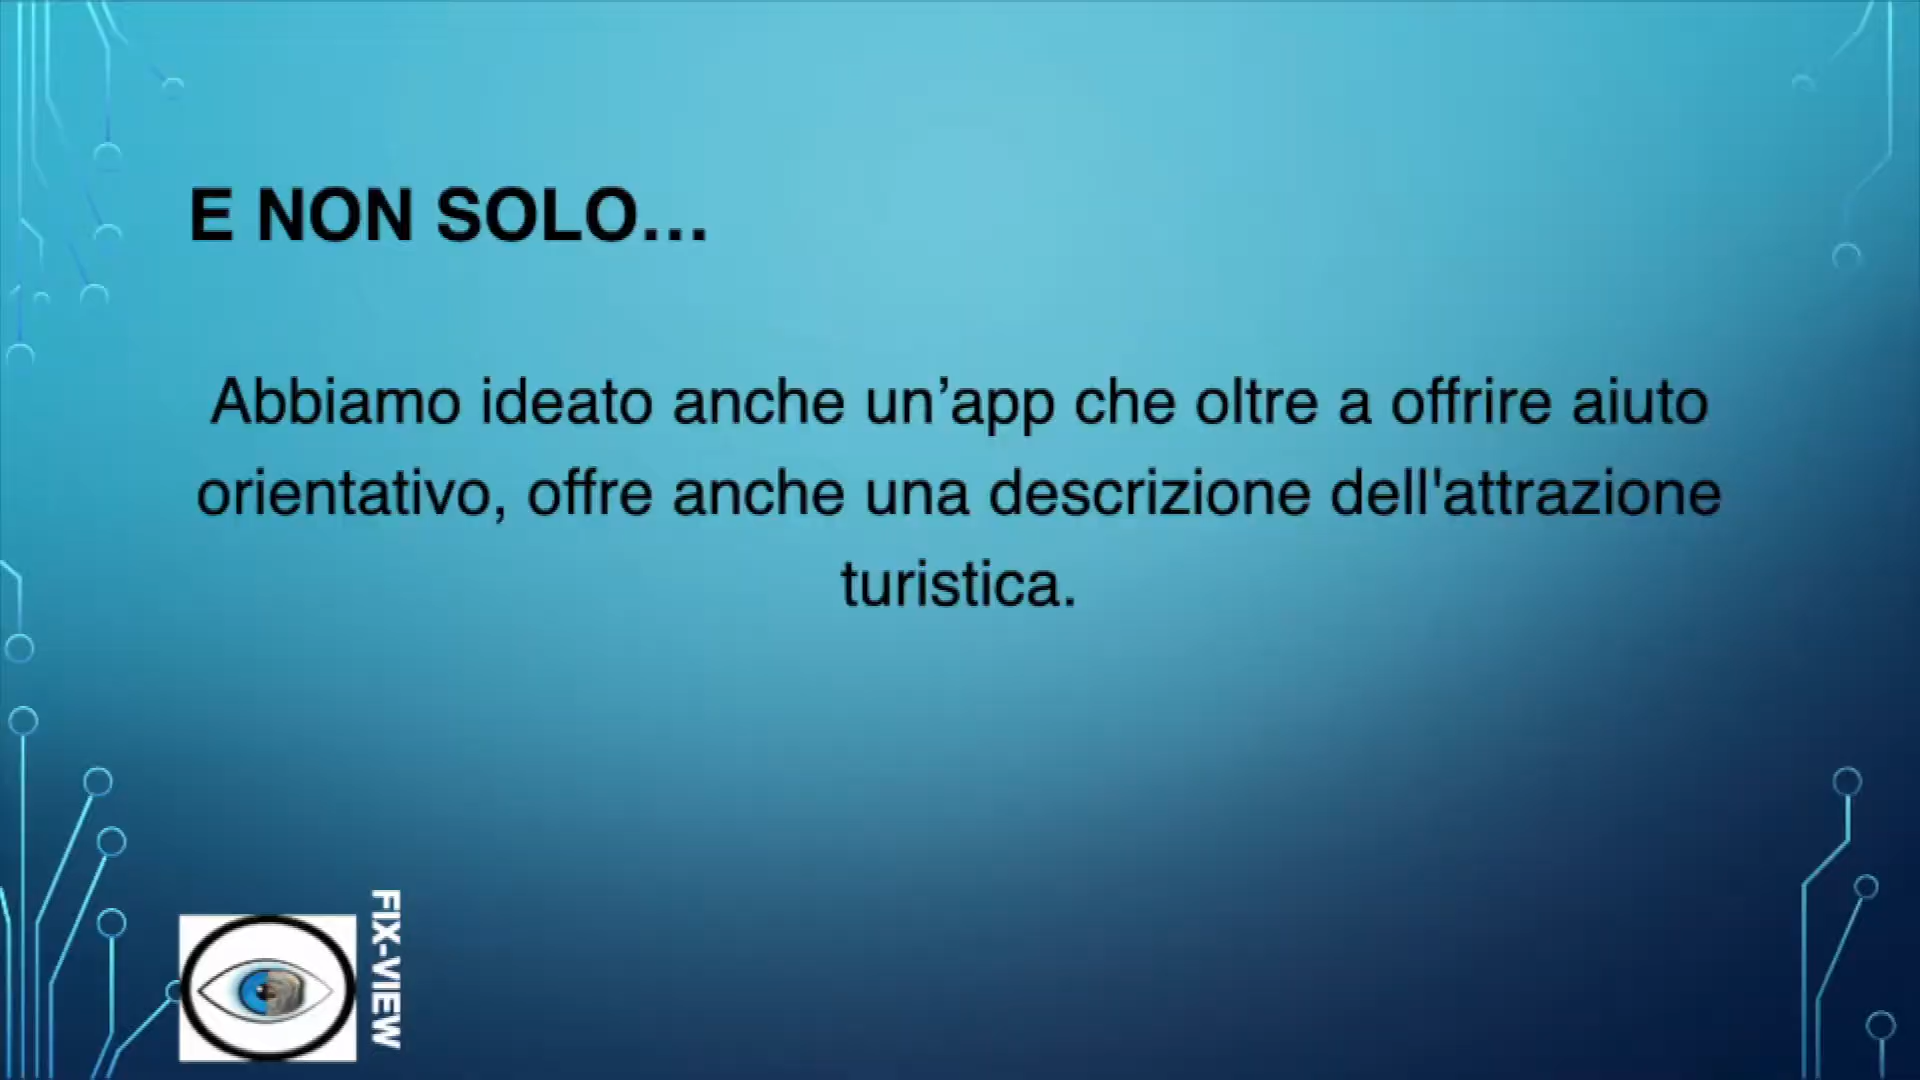 E NON SOLO...
Abbiamo ideato anche un’app che oltre a offrire aiuto
orientativo, offre anche una descrizione dell'attrazione
turistica.
FIX-VIEW